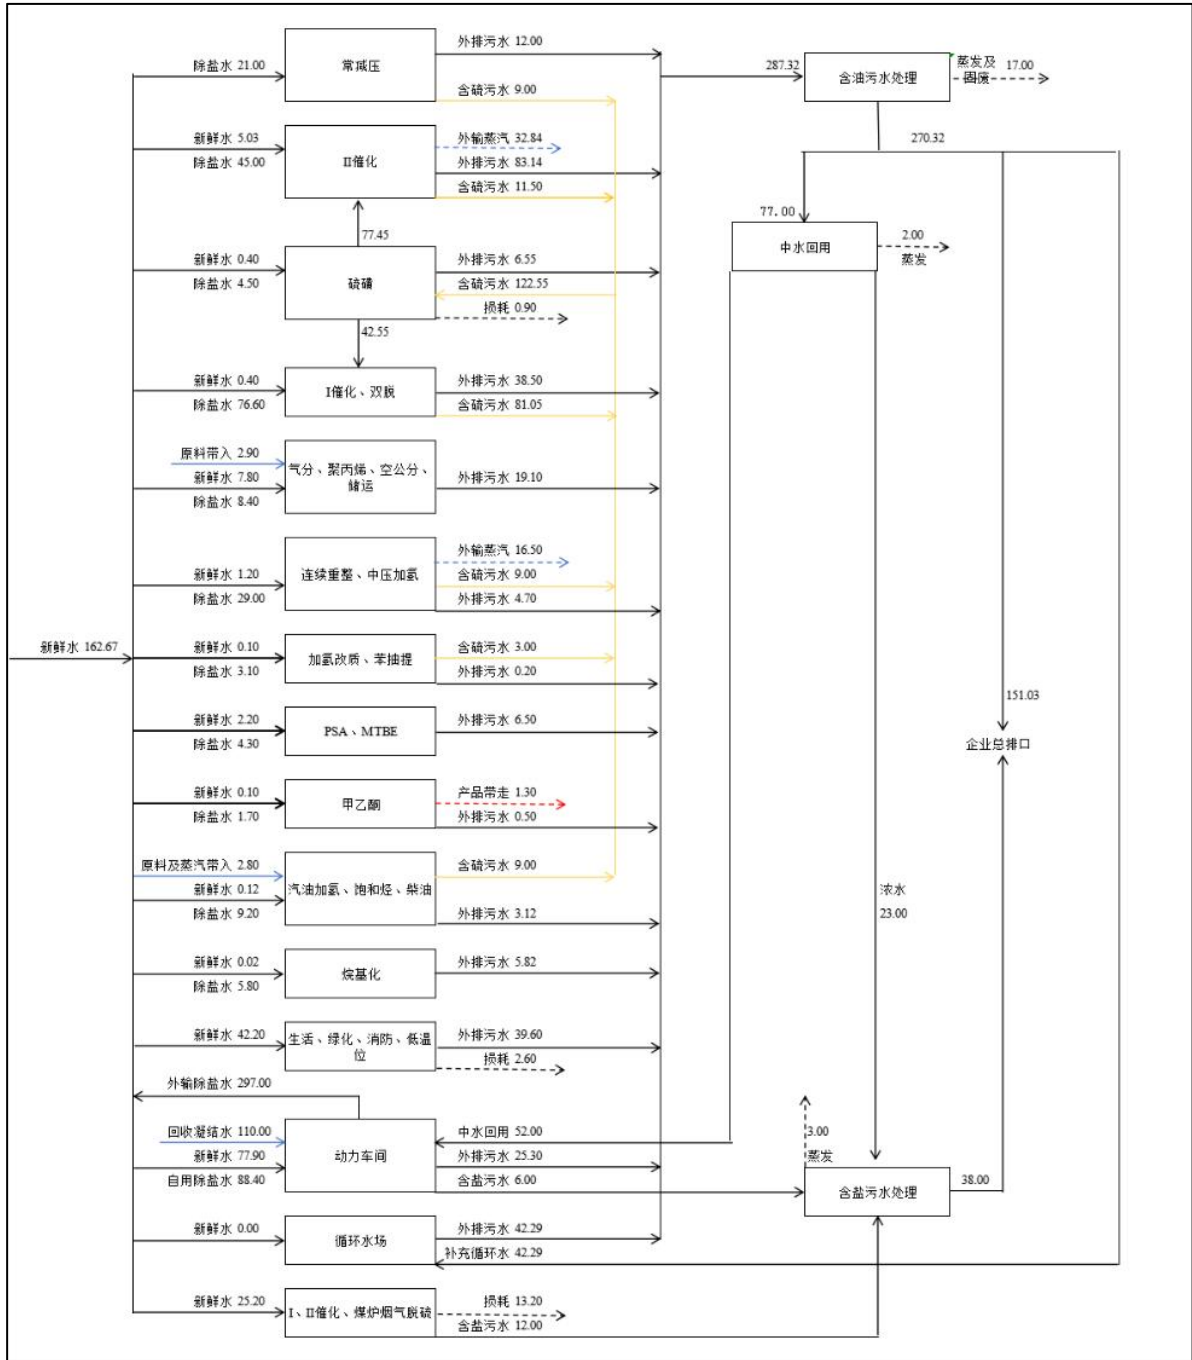 外排污水 12.00
除盐水 21.00
常减压
含硫污水 9.00
287.32
含油污水处理
蒸发及
固废
17.00
新鲜水 5.03
除盐水 45.00
II催化
外输蒸汽 32.84
外排污水 83.14
含硫污水 11.50
270.32
77.00
中水回用
2.00
蒸发
77.45
新鲜水 0.40
除盐水 4.50
硫磺
外排污水 6.55
含硫污水 122.55
损耗 0.90
42.55
新鲜水 0.40
除盐水 76.60
I催化、双脱
外排污水 38.50
含硫污水 81.05
原料带入 2.90
新鲜水 7.80
除盐水 8.40
气分、聚丙烯、空公分、
储运
外排污水 19.10
新鲜水 1.20
除盐水 29.00
连续重整、中压加氢
外输蒸汽 16.50
含硫污水 9.00
外排污水 4.70
新鲜水 162.67
新鲜水 0.10
除盐水 3.10
加氢改质、苯抽提
含硫污水 3.00
外排污水 0.20
151.03
企业总排口
新鲜水 2.20
除盐水 4.30
PSA、MTBE
外排污水 6.50
新鲜水 0.10
除盐水 1.70
甲乙酮
产品带走 1.30
外排污水 0.50
原料及蒸汽带入 2.80
新鲜水 0.12
除盐水 9.20
汽油加氢、饱和烃、柴油
含硫污水 9.00
外排污水 3.12
浓水
23.00
新鲜水 0.02
除盐水 5.80
烷基化
外排污水 5.82
新鲜水 42.20
生活、绿化、消防、低温
位
外排污水 39.60
损耗 2.60
外输除盐水 297.00
回收凝结水 110.00
新鲜水 77.90
自用除盐水 88.40
动力车间
中水回用 52.00
外排污水 25.30
含盐污水 6.00
3.00
蒸发
含盐污水处理
38.00
新鲜水 0.00
循环水场
外排污水 42.29
补充循环水 42.29
新鲜水 25.20
I、II催化、煤炉烟气脱硫
损耗 13.20
含盐污水 12.00